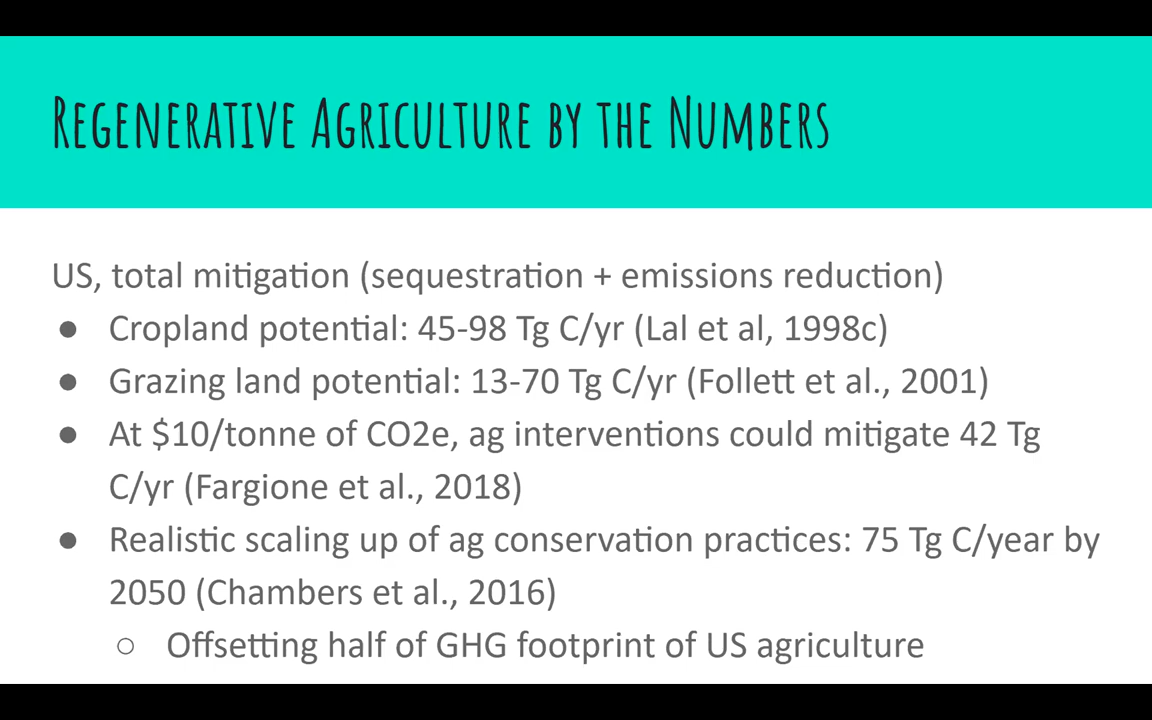 Regenerative Agriculture by the Numbers
US, total mitigation (sequestration + emissions reduction)
● Cropland potential: 45-98 Tg C/yr (Lal et al, 1998c)
● Grazing land potential: 13-70 Tg C/yr (Follett et al., 2001)
● At $10/tonne of CO2e, ag interventions could mitigate 42 Tg
C/yr (Fargione et al., 2018)
● Realistic scaling up of ag conservation practices: 75 Tg C/year by
2050 (Chambers et al., 2016)
○ Offsetting half of GHG footprint of US agriculture